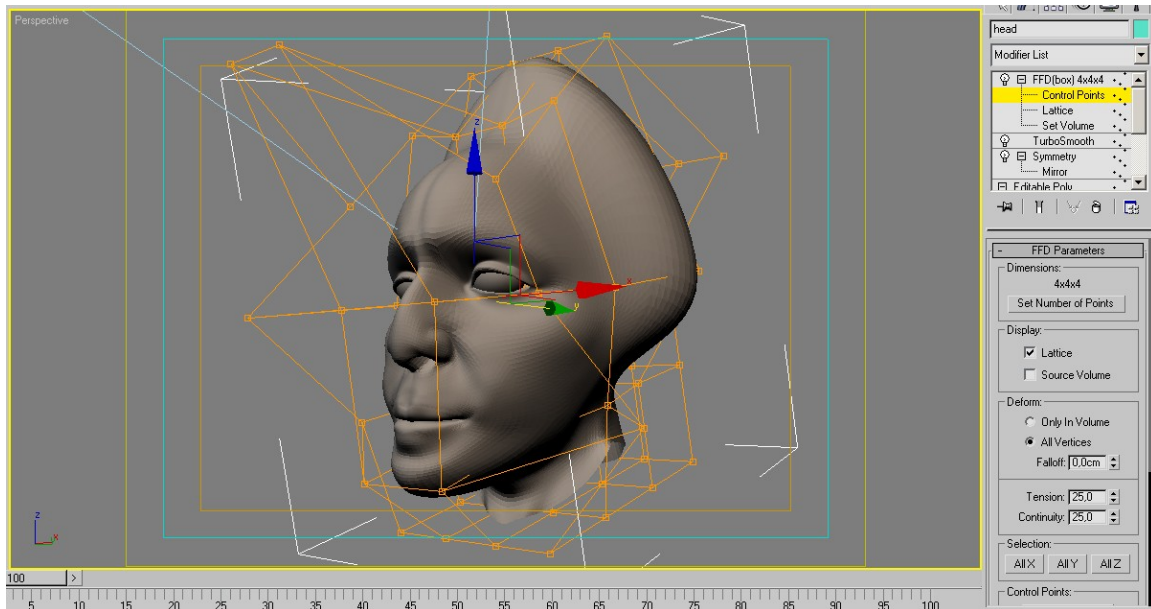 Perspective
z
x
y
z
x
100
5 10 15 20 25 30 35 40 45 50 55 60 65 70 75 80 85 90 95 100
head
Modifier List
FFD(box) 4x4x4
Control Points
Lattice
Set Volume
TurboSmooth
Symmetry
Mirror
Editable Poly
- FFD Parameters
Dimensions:
4x4x4
Set Number of Points
Display:
Lattice
Source Volume
Deform:
Only In Volume
All Vertices
Falloff: 0,0cm
Tension: 25,0
Continuity: 25,0
Selection:
All X All Y All Z
Control Points: